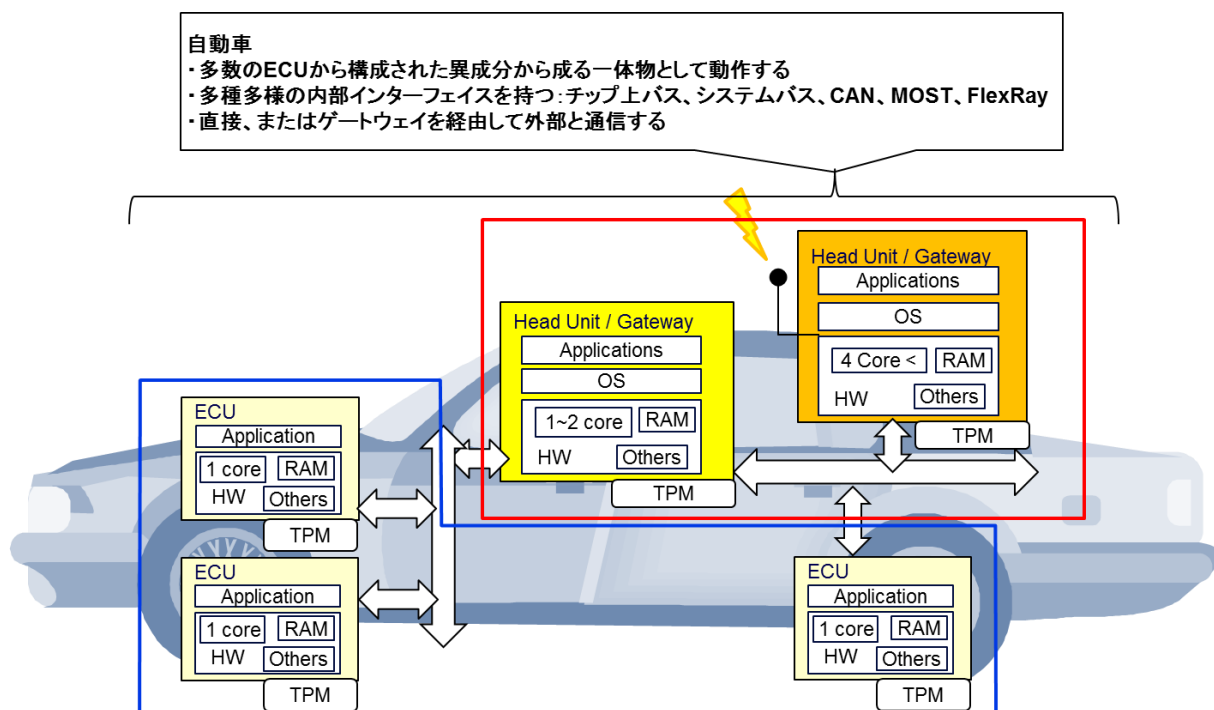 自動車
・多数のECUから構成された異成分から成る一体物として動作する
・多種多様の内部インターフェイスを持つ：チップ上バス、システムバス、CAN、MOST、FlexRay
・直接、またはゲートウェイを経由して外部と通信する
Head Unit / Gateway
Applications
OS
4 Core <
RAM
HW
Others
TPM
Head Unit / Gateway
Applications
OS
1~2 core
RAM
HW
Others
TPM
ECU
Application
1 core
RAM
HW
Others
TPM
ECU
Application
1 core
RAM
HW
Others
TPM
ECU
Application
1 core
RAM
HW
Others
TPM